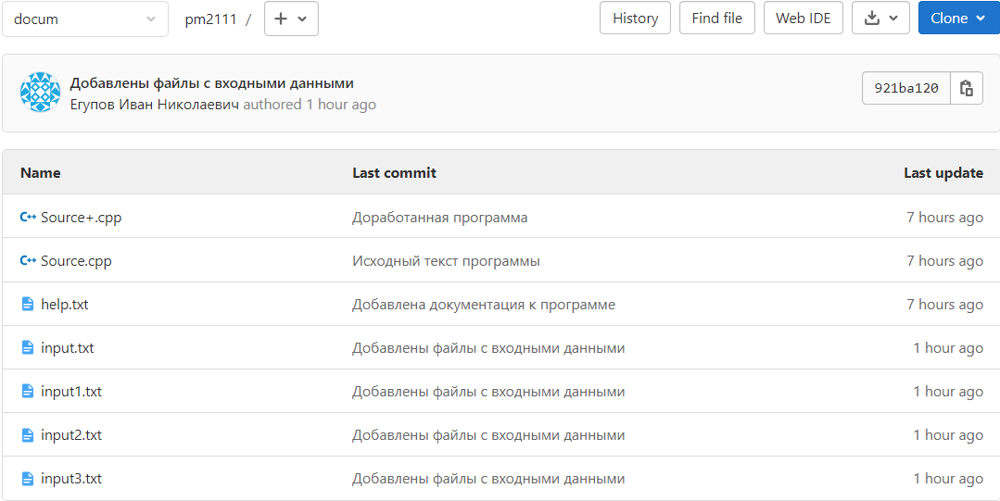 docum pm2111 / + History Find file Web IDE Clone
Добавлены файлы с входными данными
Егупов Иван Николаевич authored 1 hour ago
921ba120
Name Last commit Last update
C++ Source+.cpp Доработанная программа 7 hours ago
C++ Source.cpp Исходный текст программы 7 hours ago
help.txt Добавлена документация к программе 7 hours ago
input.txt Добавлены файлы с входными данными 1 hour ago
input1.txt Добавлены файлы с входными данными 1 hour ago
input2.txt Добавлены файлы с входными данными 1 hour ago
input3.txt Добавлены файлы с входными данными 1 hour ago